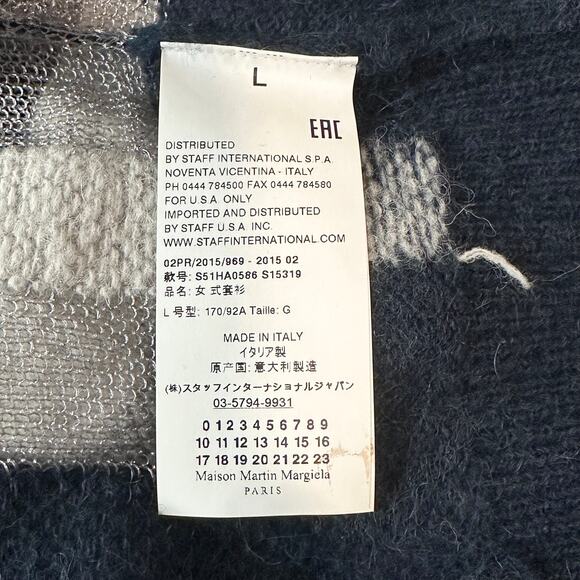 L
EAC
DISTRIBUTED
BY STAFF INTERNATIONAL S.P.A.
NOVENTA VICENTINA - ITALY
PH 0444 784500 FAX 0444 784580
FOR U.S.A. ONLY
IMPORTED AND DISTRIBUTED
BY STAFF U.S.A. INC.
WWW.STAFFINTERNATIONAL.COM
02PR/2015/969 - 2015 02
款号: S51HA0586 S15319
品名: 女 式套衫
L 号型: 170/92A Taille: G
MADE IN ITALY
イタリア製
原产国: 意大利製造
(株)スタッフインターナショナルジャパン
03-5794-9931
0 1 2 3 4 5 6 7 8 9
10 11 12 13 14 15 16
17 18 19 20 21 22 23
Maison Martin Margiela
PARIS